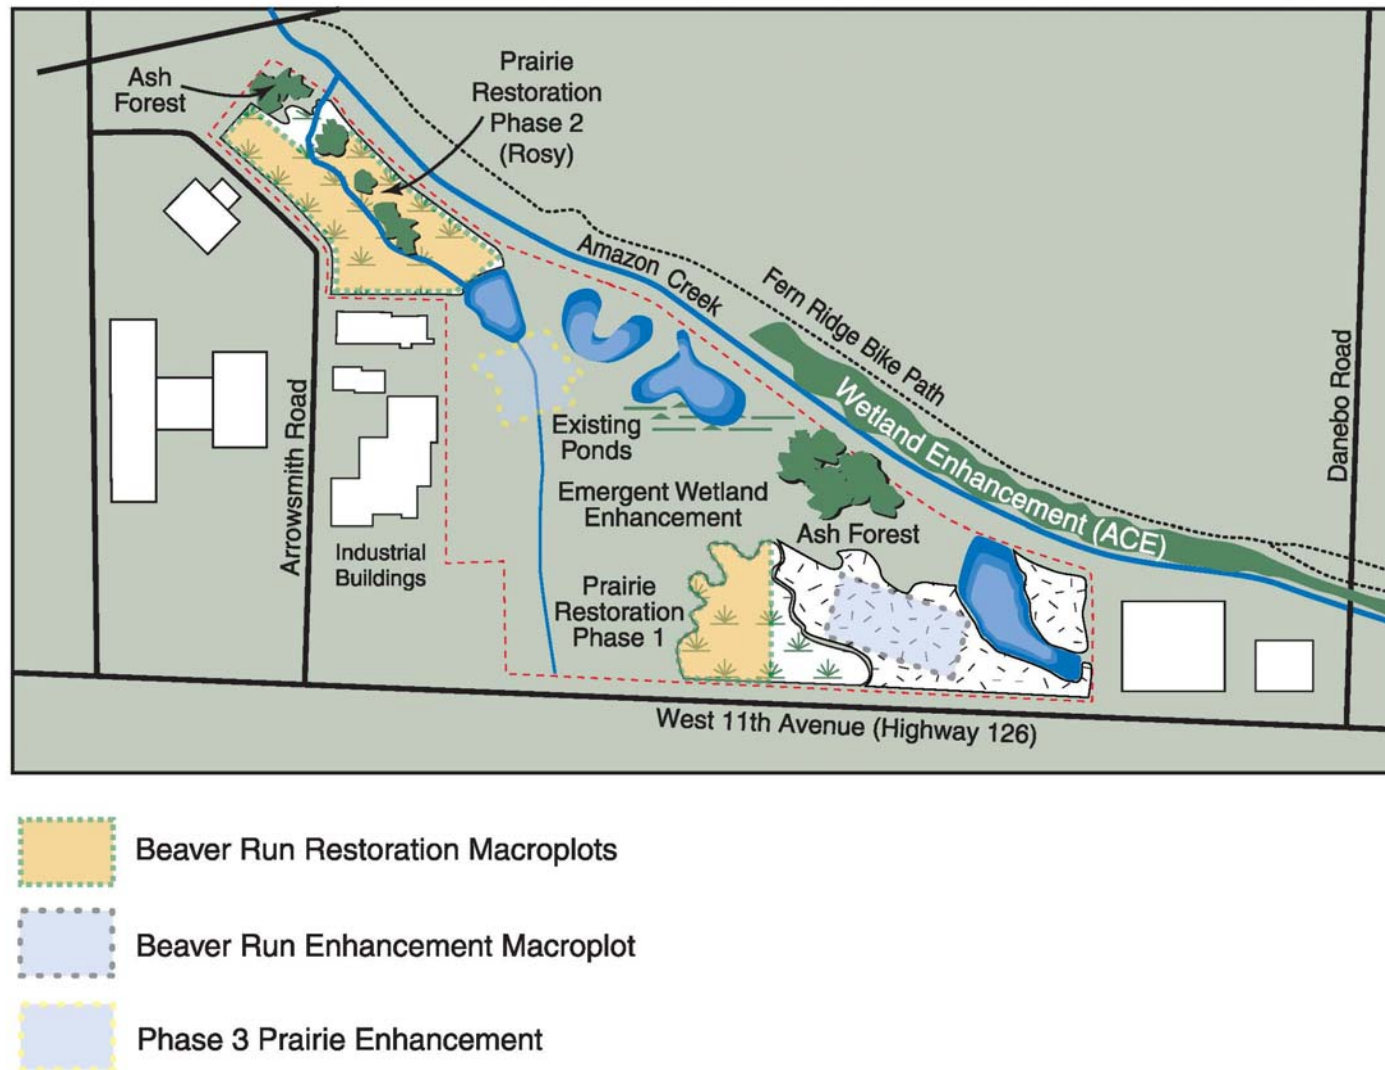 Ash
Forest
Prairie
Restoration
Phase 2
(Rosy)
Amazon Creek
Fern Ridge Bike Path
Wetland Enhancement (ACE)
Danebo Road
Arrowsmith Road
Existing
Ponds
Emergent Wetland
Enhancement
Ash Forest
Industrial
Buildings
Prairie
Restoration
Phase 1
West 11th Avenue (Highway 126)
Beaver Run Restoration Macroplots
Beaver Run Enhancement Macroplot
Phase 3 Prairie Enhancement